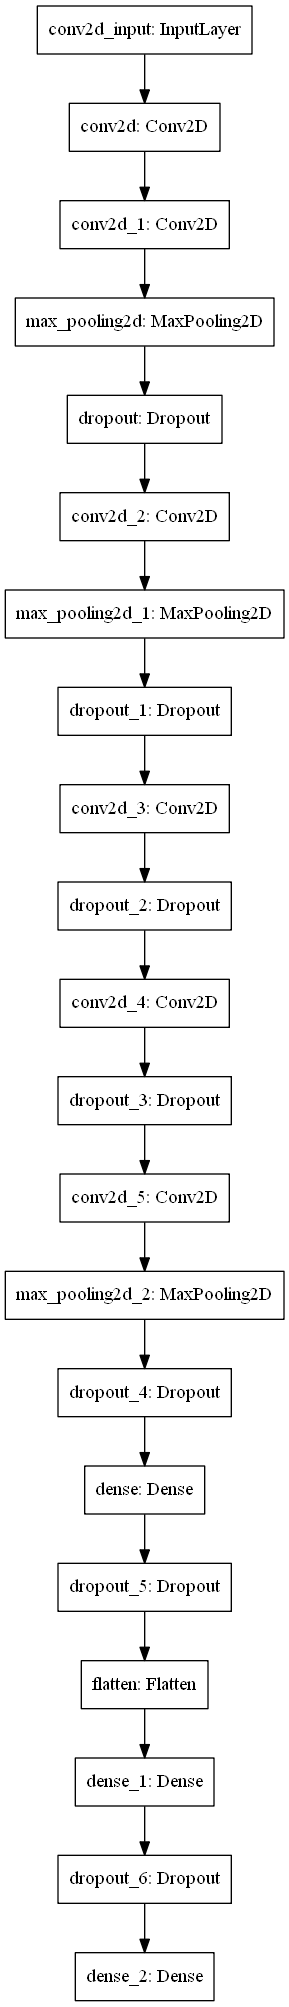 conv2d_input: InputLayer
conv2d: Conv2D
conv2d_1: Conv2D
max_pooling2d: MaxPooling2D
dropout: Dropout
conv2d_2: Conv2D
max_pooling2d_1: MaxPooling2D
dropout_1: Dropout
conv2d_3: Conv2D
dropout_2: Dropout
conv2d_4: Conv2D
dropout_3: Dropout
conv2d_5: Conv2D
max_pooling2d_2: MaxPooling2D
dropout_4: Dropout
dense: Dense
dropout_5: Dropout
flatten: Flatten
dense_1: Dense
dropout_6: Dropout
dense_2: Dense